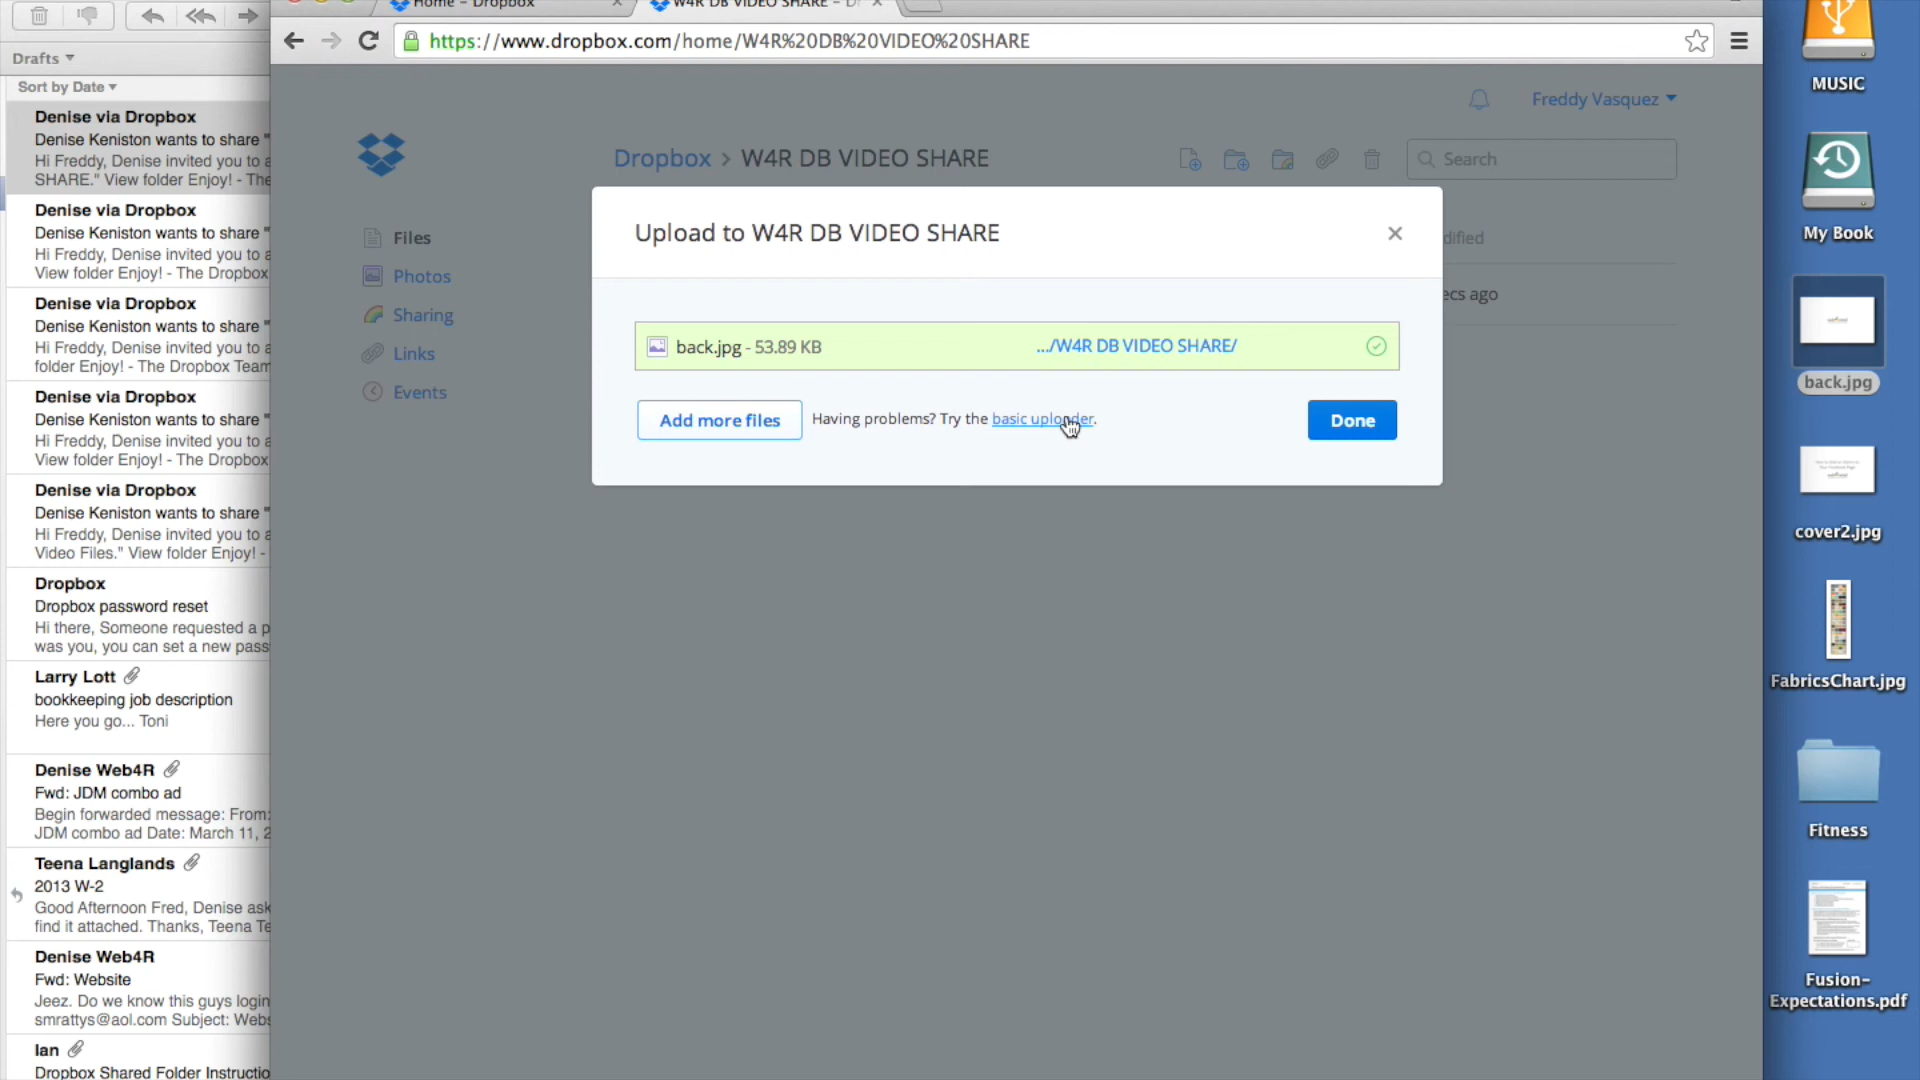 Drafts
Sort by Date
Denise via Dropbox
Denise Keniston wants to share "
Hi Freddy, Denise invited you to a
SHARE." View folder Enjoy! - The
Denise via Dropbox
Denise Keniston wants to share "
Hi Freddy, Denise invited you to a
View folder Enjoy! - The Dropbox
Denise via Dropbox
Denise Keniston wants to share "
Hi Freddy, Denise invited you to a
folder Enjoy! - The Dropbox Team
Denise via Dropbox
Denise Keniston wants to share "
Hi Freddy, Denise invited you to a
View folder Enjoy! - The Dropbox
Denise via Dropbox
Denise Keniston wants to share "
Hi Freddy, Denise invited you to a
Video Files." View folder Enjoy! -
Dropbox
Dropbox password reset
Hi there, Someone requested a p
was you, you can set a new pass
Larry Lott
bookkeeping job description
Here you go... Toni
Denise Web4R
Fwd: JDM combo ad
Begin forwarded message: From:
JDM combo ad Date: March 11, 2
Teena Langlands
2013 W-2
Good Afternoon Fred, Denise ask
find it attached. Thanks, Teena Te
Denise Web4R
Fwd: Website
Jeez. Do we know this guys login
smrattys@aol.com Subject: Webs
Ian
Dropbox Shared Folder Instructio
Home - Dropbox
W4R DB VIDEO SHARE - D
https://www.dropbox.com/home/W4R%20DB%20VIDEO%20SHARE
Freddy Vasquez
Dropbox > W4R DB VIDEO SHARE
Search
Files
Photos
Sharing
Links
Events
dified
ecs ago
Upload to W4R DB VIDEO SHARE
back.jpg - 53.89 KB
.../W4R DB VIDEO SHARE/
Add more files
Having problems? Try the basic uploader.
Done
MUSIC
My Book
back.jpg
cover2.jpg
FabricsChart.jpg
Fitness
Fusion-
Expectations.pdf